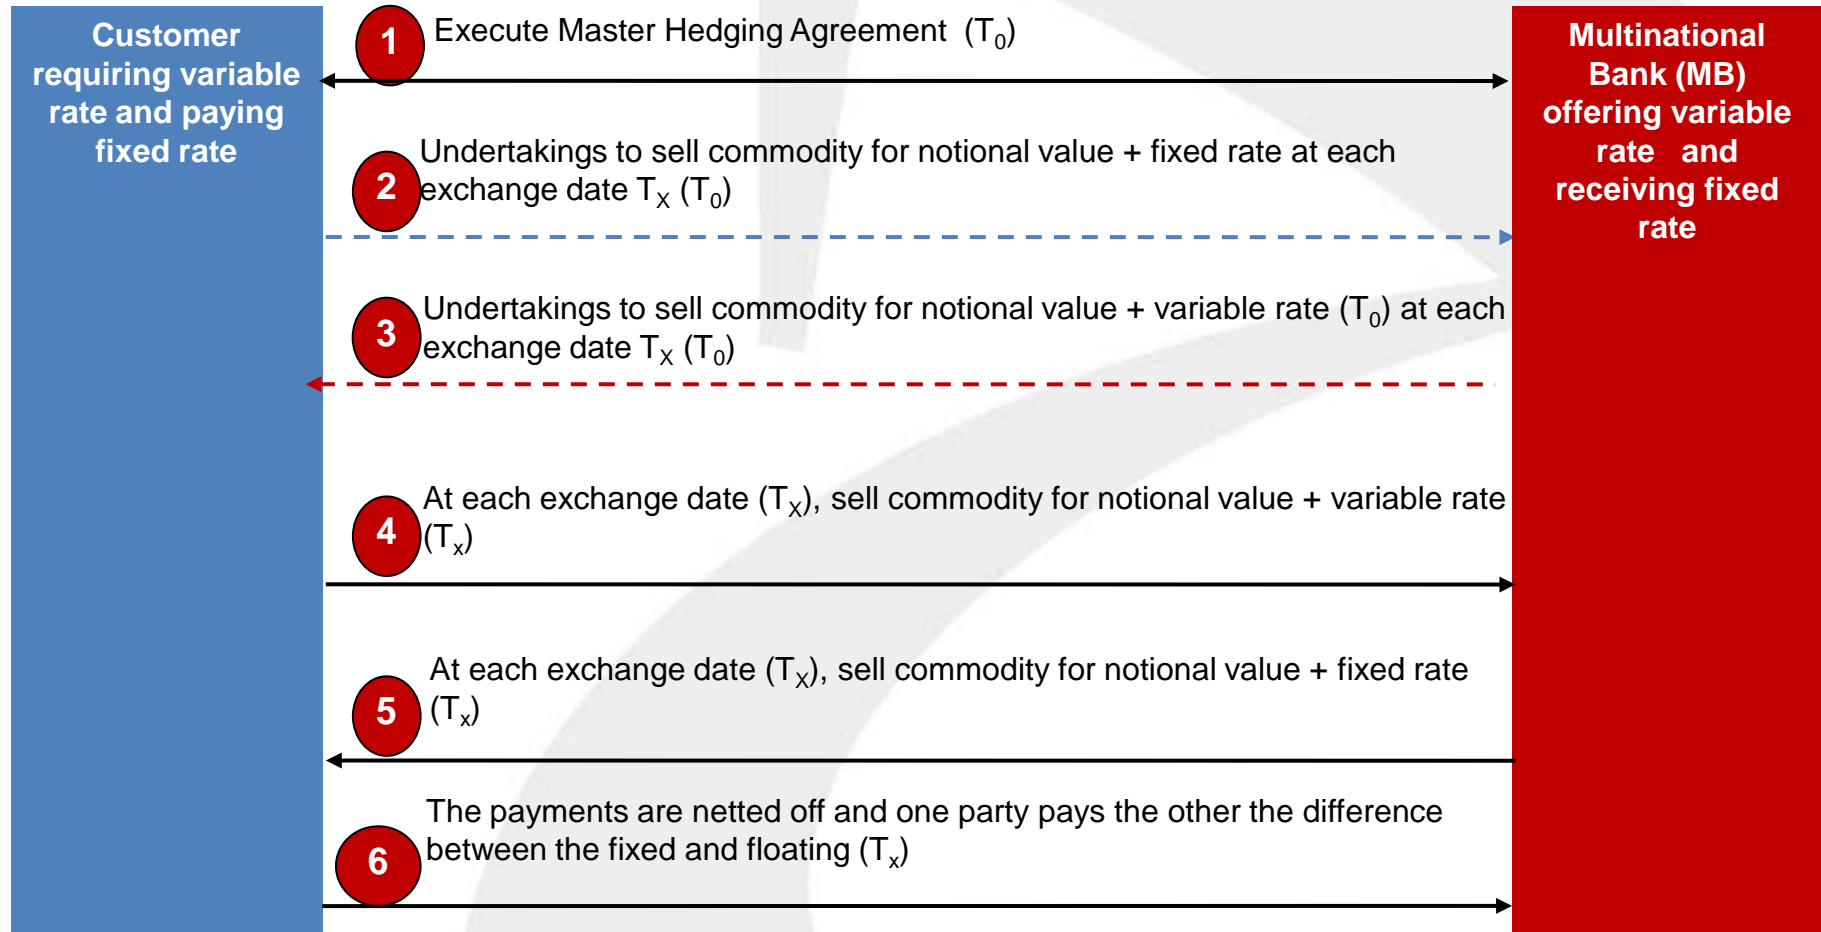 Customer
requiring variable
rate and paying
fixed rate
1
Execute Master Hedging Agreement (T0)
Multinational
Bank (MB)
offering variable
rate and
receiving fixed
rate
2
Undertakings to sell commodity for notional value + fixed rate at each
exchange date TX (T0)
3
Undertakings to sell commodity for notional value + variable rate (T0) at each
exchange date TX (T0)
4
At each exchange date (TX), sell commodity for notional value + variable rate
(Tx)
5
At each exchange date (TX), sell commodity for notional value + fixed rate
(Tx)
6
The payments are netted off and one party pays the other the difference
between the fixed and floating (Tx)